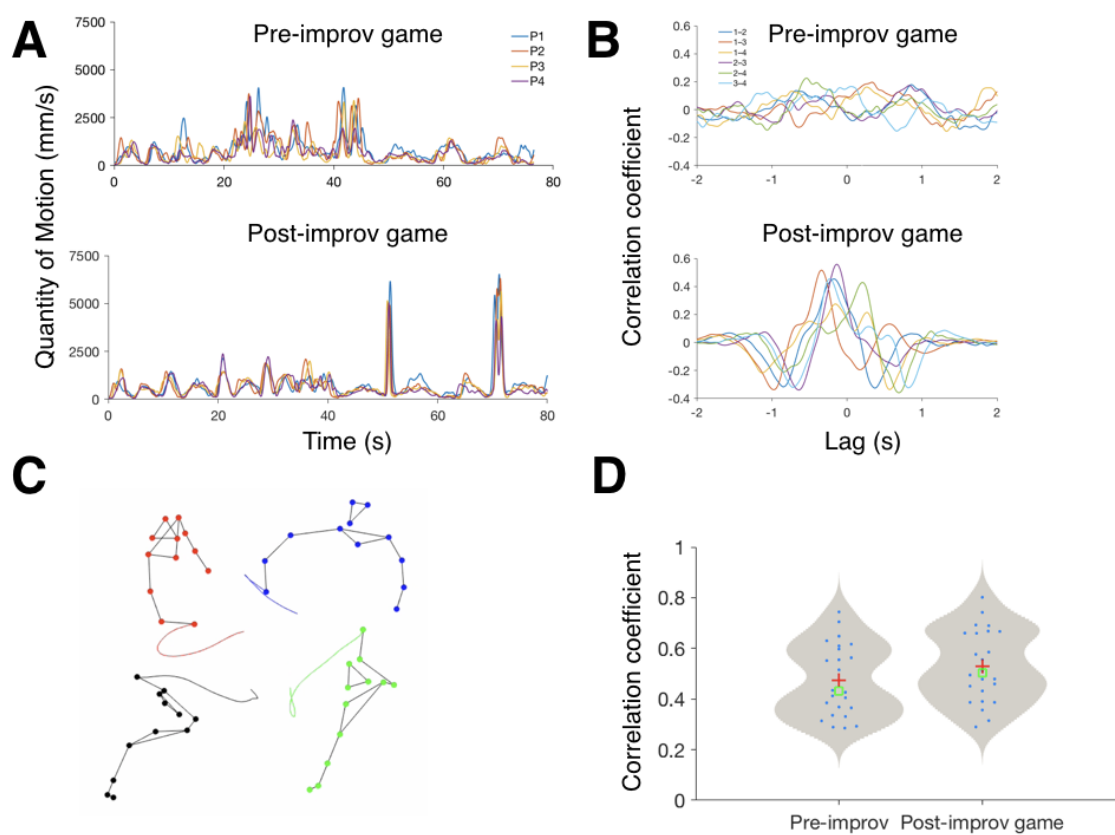 A
Pre-improv game
Quantity of Motion (mm/s)
7500
5000
2500
0
0 20 40 60 80
P1
P2
P3
P4
Post-improv game
7500
5000
2500
0
0 20 40 60 80
Time (s)
B
Pre-improv game
Correlation coefficient
0.6
0.4
0.2
0
-0.2
-0.4
-2 -1 0 1 2
1–2
1–3
1–4
2–3
2–4
3–4
Post-improv game
0.6
0.4
0.2
0
-0.2
-0.4
-2 -1 0 1 2
Lag (s)
C
D
Correlation coefficient
1
0.8
0.6
0.4
0.2
0
Pre-improv Post-improv game